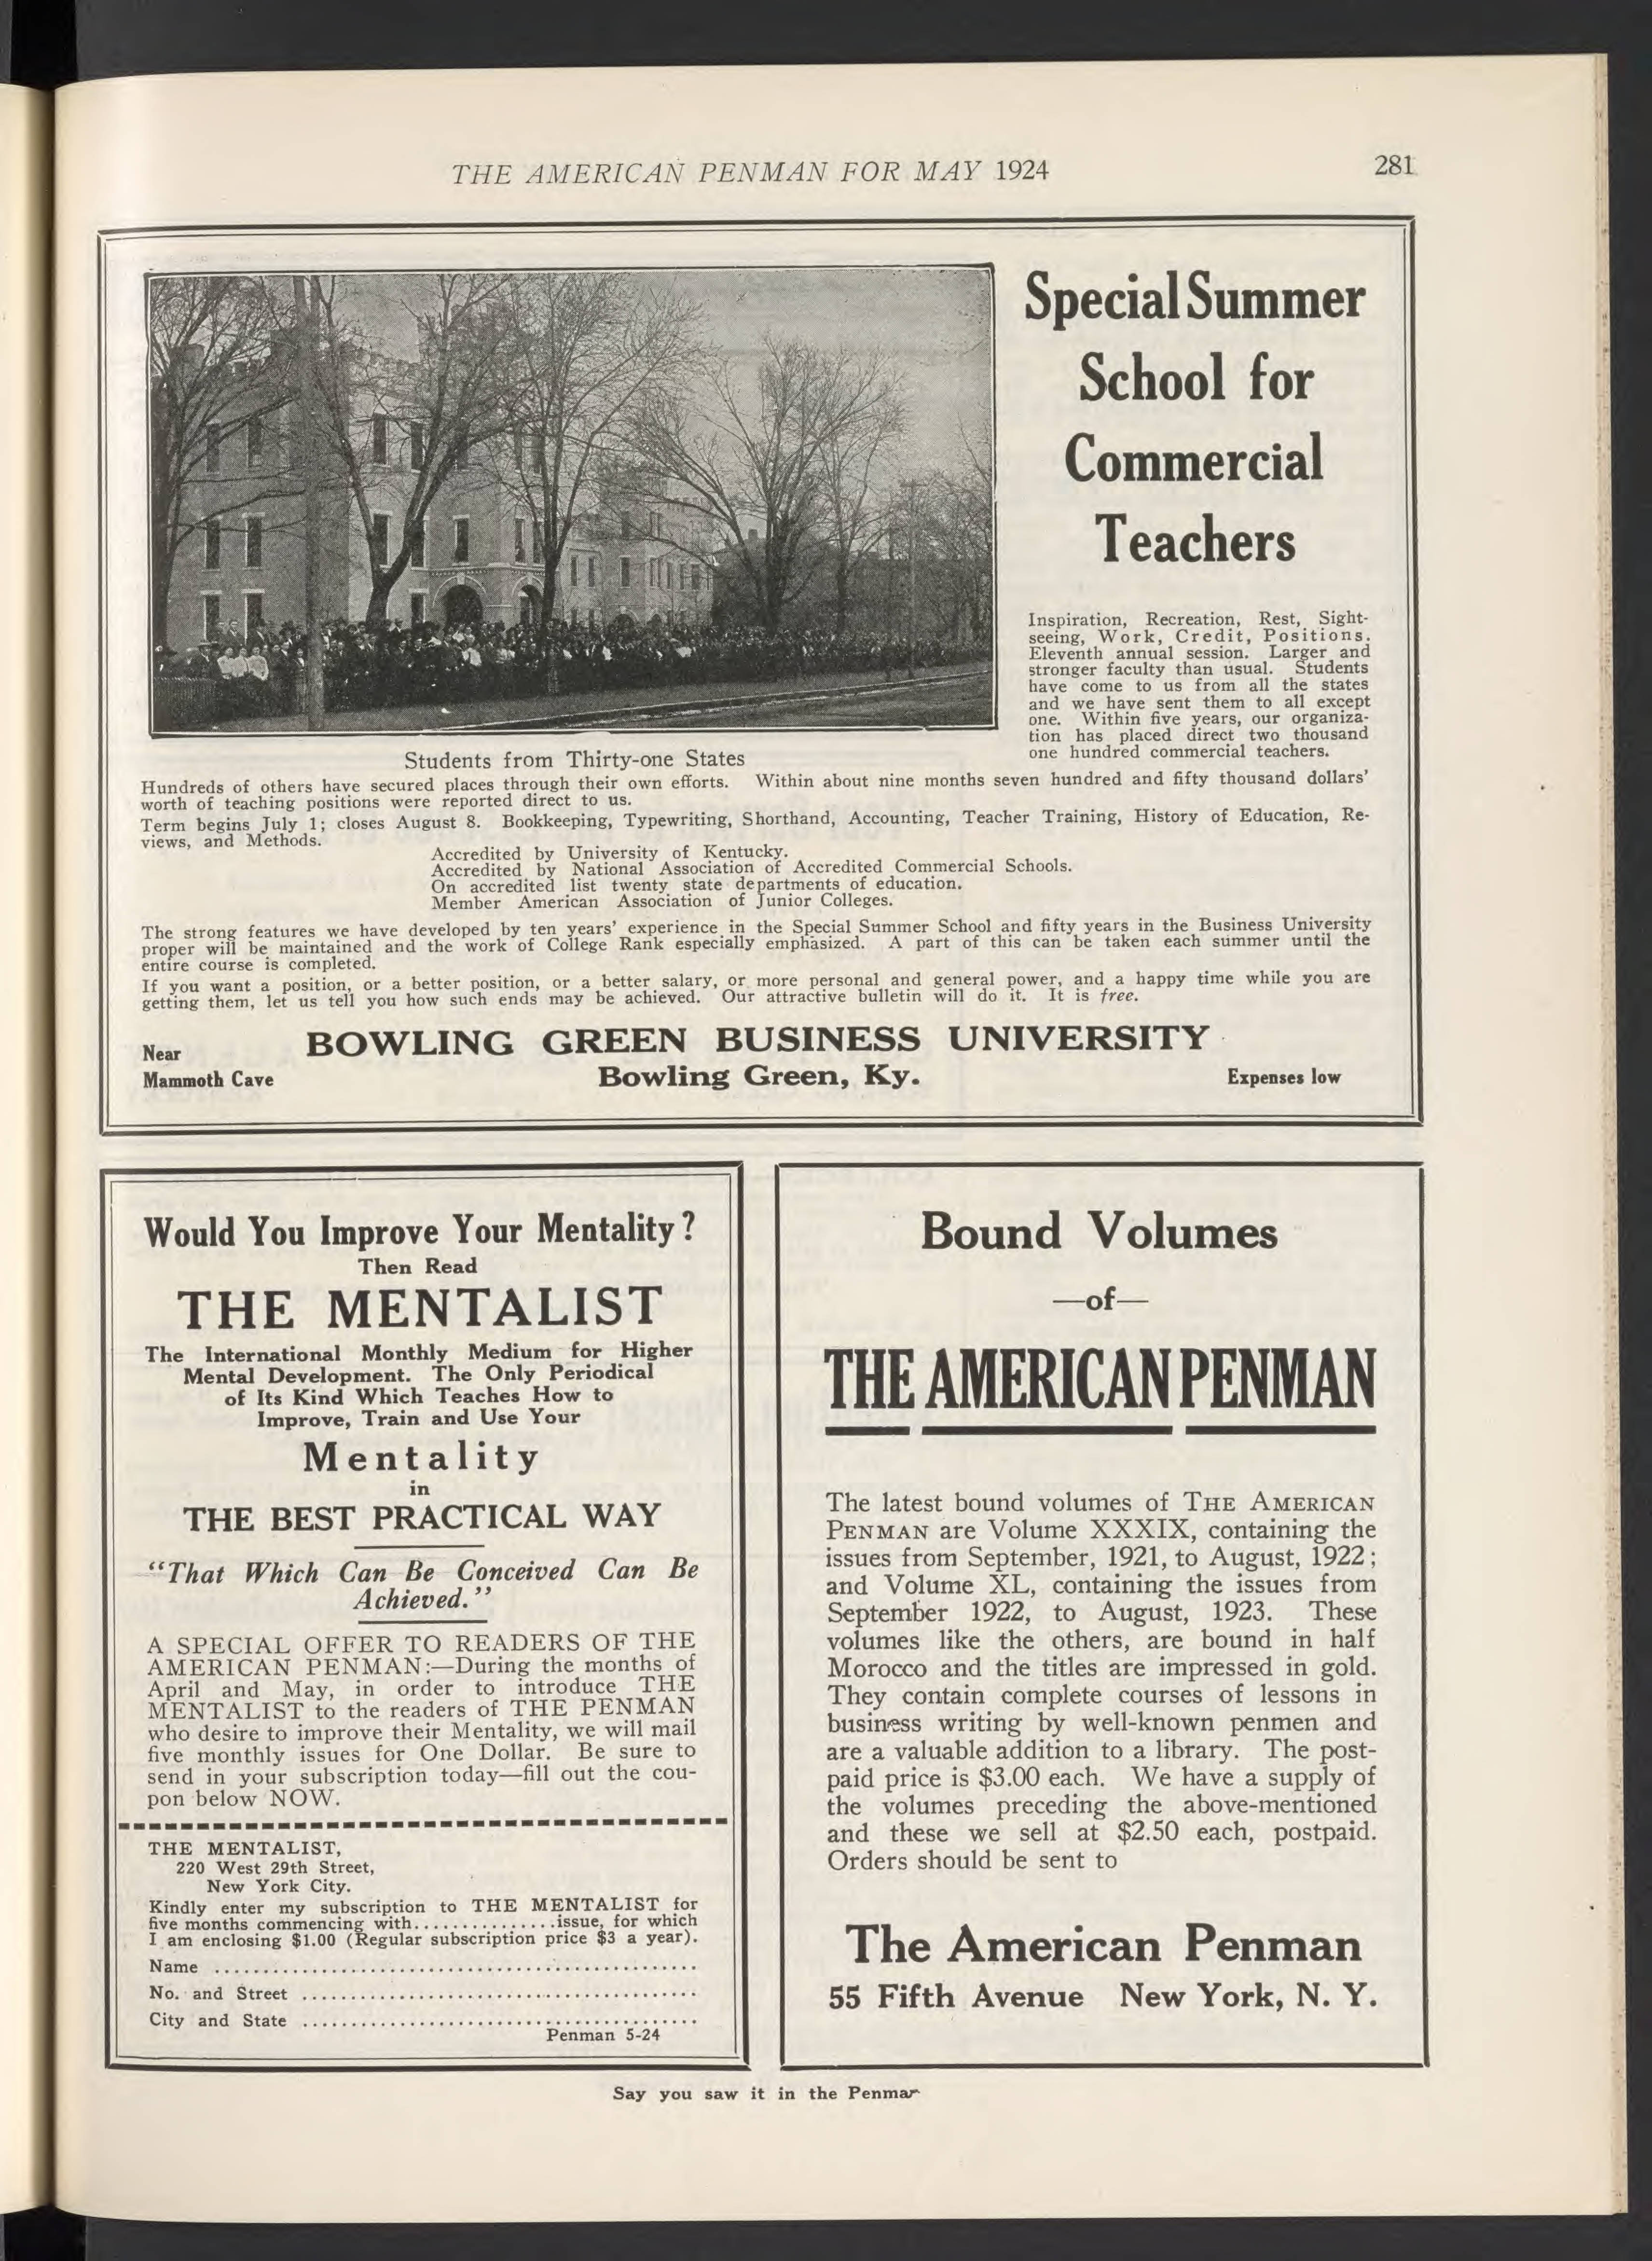 THE AMERICAN PENMAN FOR MAY 1924
281
Special Summer
School for
Commercial
Teachers
Inspiration, Recreation, Rest, Sight-
seeing, Work, Credit, Positions.
Eleventh annual session. Larger and
stronger faculty than usual. Students
have come to us from all the states
and we have sent them to all except
one. Within five years, our organiza-
tion has placed direct two thousand
one hundred commercial teachers.
Students from Thirty-one States
Hundreds of others have secured places through their own efforts. Within about nine months seven hundred and fifty thousand dollars'
worth of teaching positions were reported direct to us.
Term begins July 1; closes August 8. Bookkeeping, Typewriting, Shorthand, Accounting, Teacher Training, History of Education, Re-
views, and Methods.
Accredited by University of Kentucky.
Accredited by National Association of Accredited Commercial Schools.
On accredited list twenty state departments of education.
Member American Association of Junior Colleges.
The strong features we have developed by ten years' experience in the Special Summer School and fifty years in the Business University
proper will be maintained and the work of College Rank especially emphasized. A part of this can be taken each summer until the
entire course is completed.
If you want a position, or a better position, or a better salary, or more personal and general power, and a happy time while you are
getting them, let us tell you how such ends may be achieved. Our attractive bulletin will do it. It is free.
BOWLING GREEN BUSINESS UNIVERSITY
Near
Mammoth Cave
Bowling Green, Ky.
Expenses low
Would You Improve Your Mentality?
Then Read
THE MENTALIST
The International Monthly Medium for Higher
Mental Development. The Only Periodical
of Its Kind Which Teaches How to
Improve, Train and Use Your
Mentality
in
THE BEST PRACTICAL WAY
"That Which Can Be Conceived Can Be
Achieved."
A SPECIAL OFFER TO READERS OF THE
AMERICAN PENMAN:—During the months of
April and May, in order to introduce THE
MENTALIST to the readers of THE PENMAN
who desire to improve their Mentality, we will mail
five monthly issues for One Dollar. Be sure to
send in your subscription today—fill out the cou-
pon below NOW.
THE MENTALIST,
220 West 29th Street,
New York City.
Kindly enter my subscription to THE MENTALIST for
five months commencing with...............issue, for which
I am enclosing $1.00 (Regular subscription price $3 a year).
Name ..................................................
No. and Street .........................................
City and State .........................................
Penman 5-24
Bound Volumes
—of—
THE AMERICAN PENMAN
The latest bound volumes of THE AMERICAN
PENMAN are Volume XXXIX, containing the
issues from September, 1921, to August, 1922;
and Volume XL, containing the issues from
September 1922, to August, 1923. These
volumes like the others, are bound in half
Morocco and the titles are impressed in gold.
They contain complete courses of lessons in
business writing by well-known penmen and
are a valuable addition to a library. The post-
paid price is $3.00 each. We have a supply of
the volumes preceding the above-mentioned
and these we sell at $2.50 each, postpaid.
Orders should be sent to
The American Penman
55 Fifth Avenue New York, N. Y.
Say you saw it in the Penman